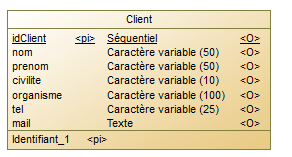 Client
idClient <pi> Séquentiel <O>
nom Caractère variable (50) <O>
prenom Caractère variable (50) <O>
civilite Caractère variable (10) <O>
organisme Caractère variable (100) <O>
tel Caractère variable (25) <O>
mail Texte <O>
Identifiant_1 <pi>